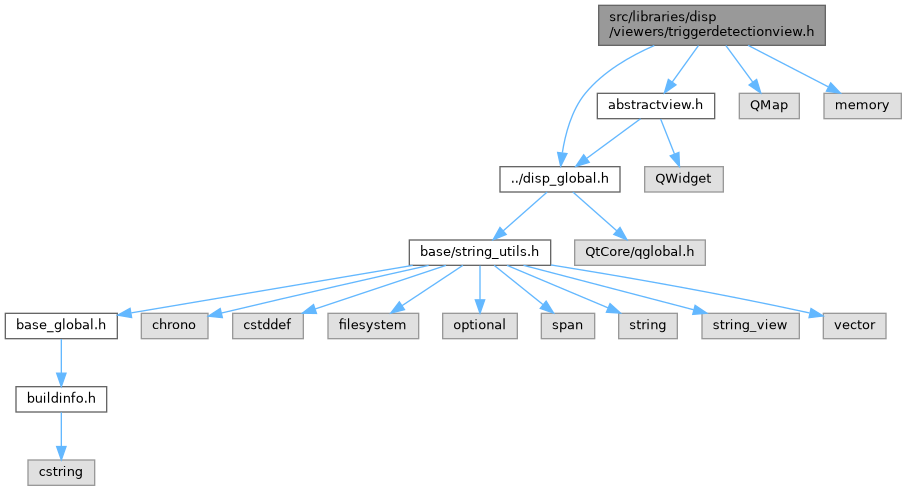 src/libraries/disp
/viewers/triggerdetectionview.h
abstractview.h
QMap
memory
../disp_global.h
QWidget
base/string_utils.h
QtCore/qglobal.h
base_global.h
chrono
cstddef
filesystem
optional
span
string
string_view
vector
buildinfo.h
cstring